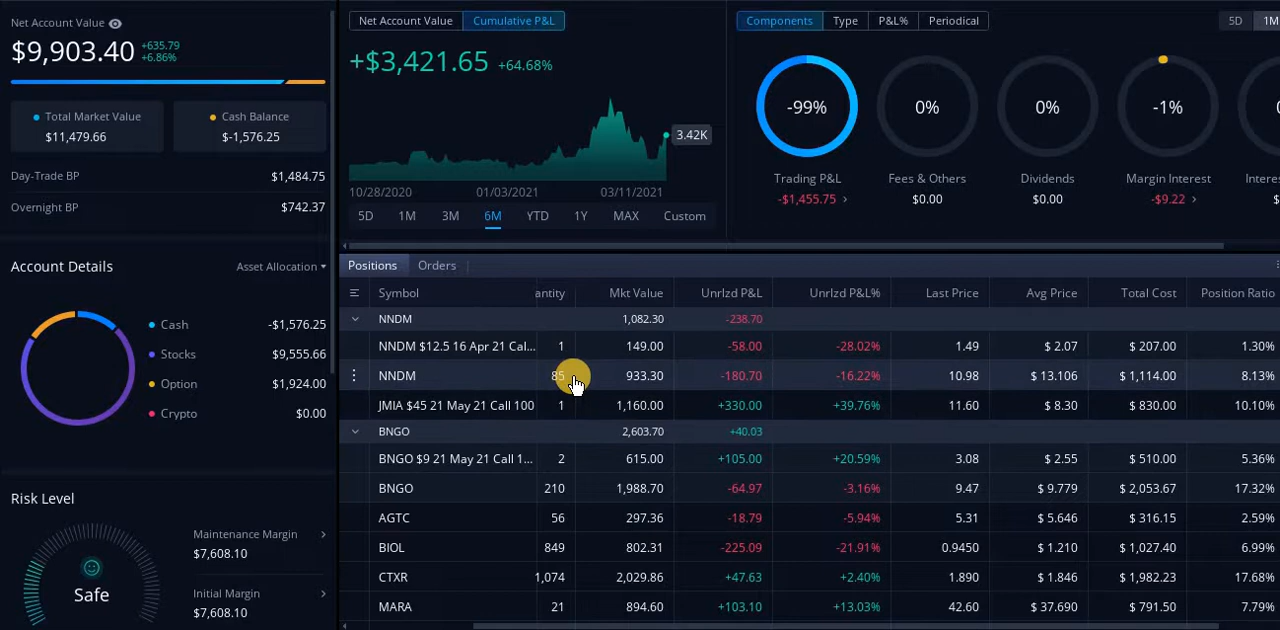 Net Account Value
$9,903.40 +635.79
+6.86%
Total Market Value
$11,479.66
Cash Balance
$-1,576.25
Day-Trade BP $1,484.75
Overnight BP $742.37
Account Details Asset Allocation
Cash -$1,576.25
Stocks $9,555.66
Option $1,924.00
Crypto $0.00
Risk Level
Safe
Maintenance Margin
$7,608.10
Initial Margin
$7,608.10
Net Account Value Cumulative P&L
+$3,421.65 +64.68%
3.42K
10/28/2020 01/03/2021 03/11/2021
5D 1M 3M 6M YTD 1Y MAX Custom
Components Type P&L% Periodical 5D 1M
-99% 0% 0% -1%
Trading P&L Fees & Others Dividends Margin Interest
-$1,455.75 $0.00 $0.00 -$9.22
Positions Orders
Symbol antity Mkt Value Unrlzd P&L Unrlzd P&L% Last Price Avg Price Total Cost Position Ratio
NNDM 1,082.30 -238.70
NNDM $12.5 16 Apr 21 Cal... 1 149.00 -58.00 -28.02% 1.49 $ 2.07 $ 207.00 1.30%
NNDM 85 933.30 -180.70 -16.22% 10.98 $ 13.106 $ 1,114.00 8.13%
JMIA $45 21 May 21 Call 100 1 1,160.00 +330.00 +39.76% 11.60 $ 8.30 $ 830.00 10.10%
BNGO 2,603.70 +40.03
BNGO $9 21 May 21 Call 1... 2 615.00 +105.00 +20.59% 3.08 $ 2.55 $ 510.00 5.36%
BNGO 210 1,988.70 -64.97 -3.16% 9.47 $ 9.779 $ 2,053.67 17.32%
AGTC 56 297.36 -18.79 -5.94% 5.31 $ 5.646 $ 316.15 2.59%
BIOL 849 802.31 -225.09 -21.91% 0.9450 $ 1.210 $ 1,027.40 6.99%
CTXR 1,074 2,029.86 +47.63 +2.40% 1.890 $ 1.846 $ 1,982.23 17.68%
MARA 21 894.60 +103.10 +13.03% 42.60 $ 37.690 $ 791.50 7.79%